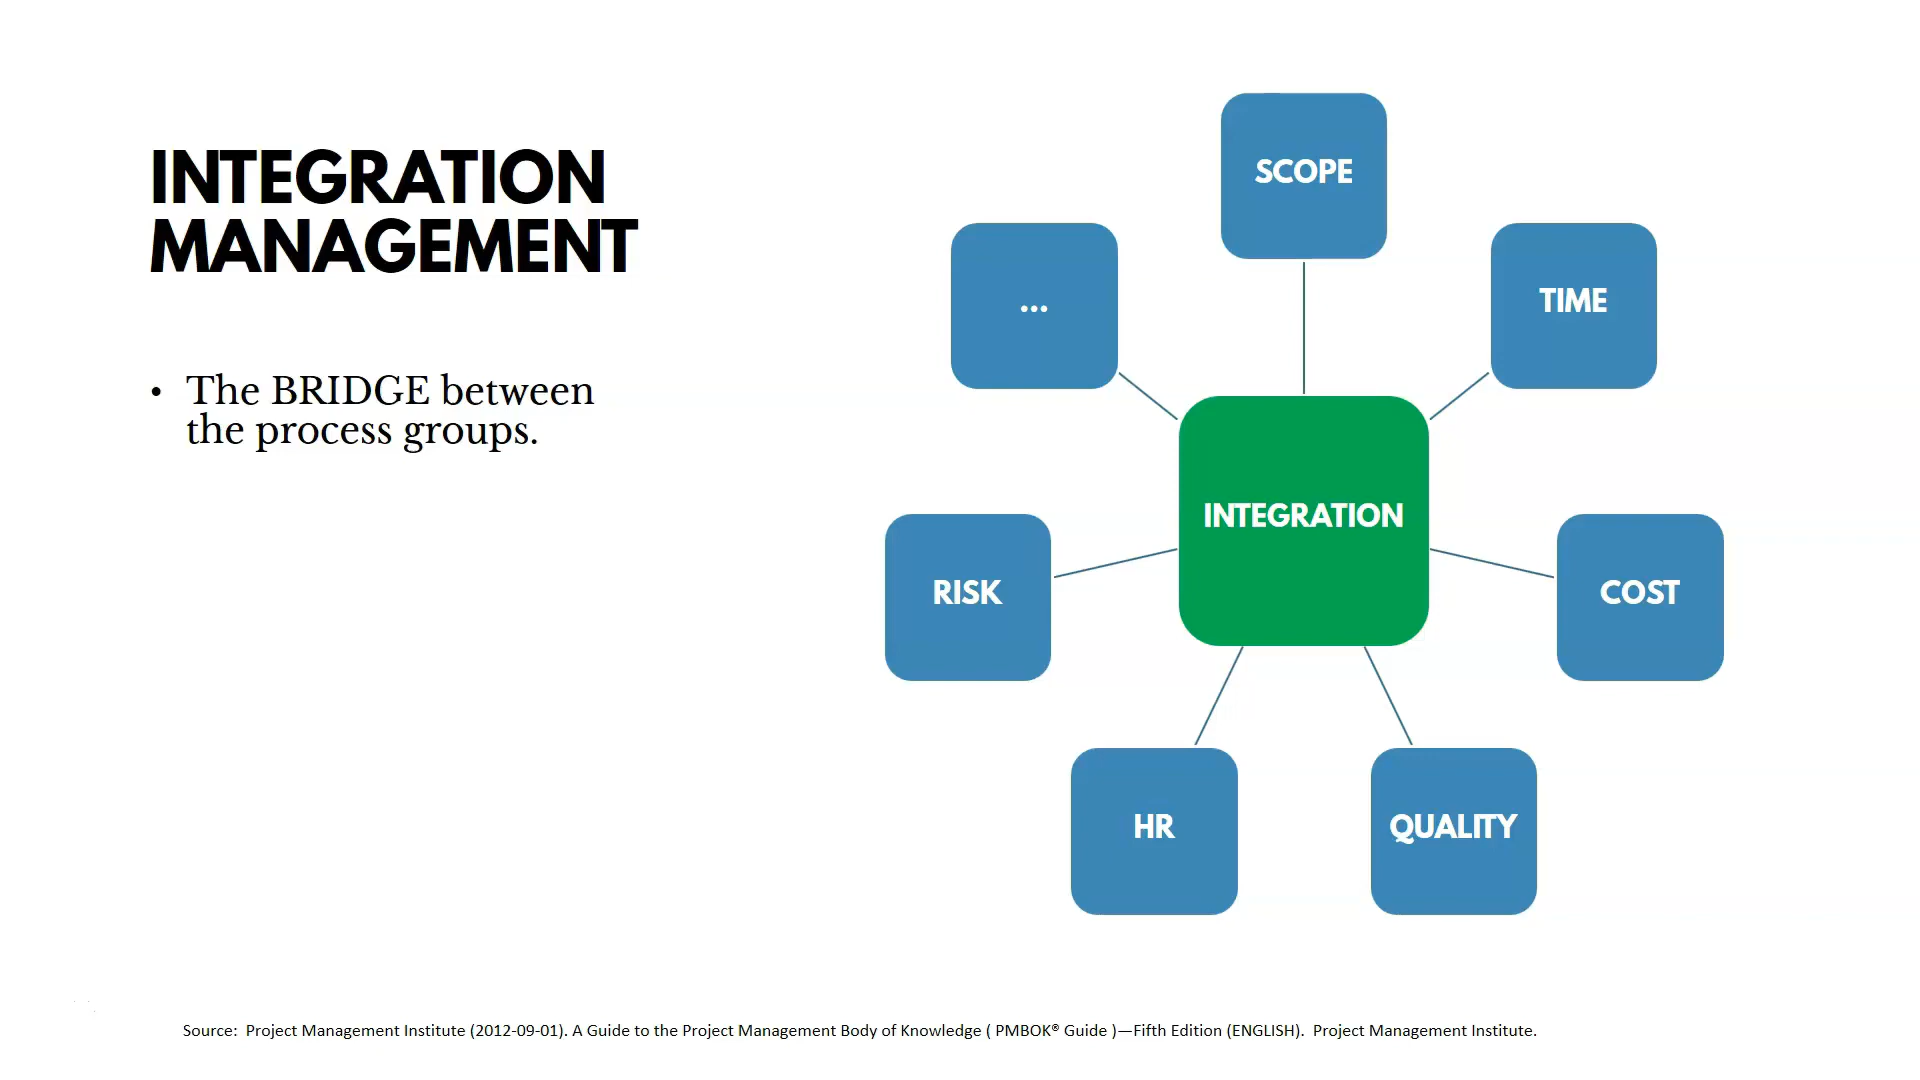 INTEGRATION
MANAGEMENT
• The BRIDGE between
the process groups.
SCOPE
...
TIME
INTEGRATION
RISK
COST
HR
QUALITY
Source:  Project Management Institute (2012-09-01). A Guide to the Project Management Body of Knowledge ( PMBOK® Guide )—Fifth Edition (ENGLISH).  Project Management Institute.